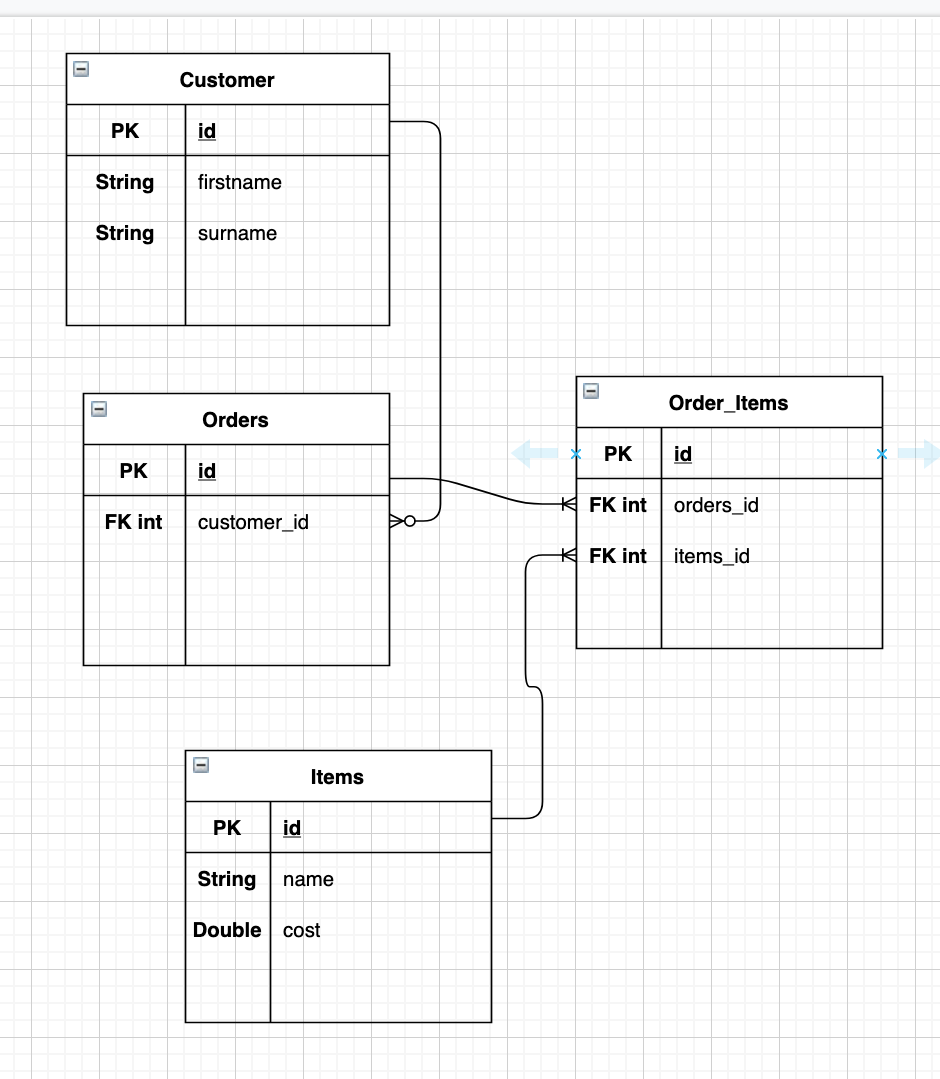 Customer
PK id
String firstname
String surname
Orders
PK id
FK int customer_id
Order_Items
PK id
FK int orders_id
FK int items_id
Items
PK id
String name
Double cost